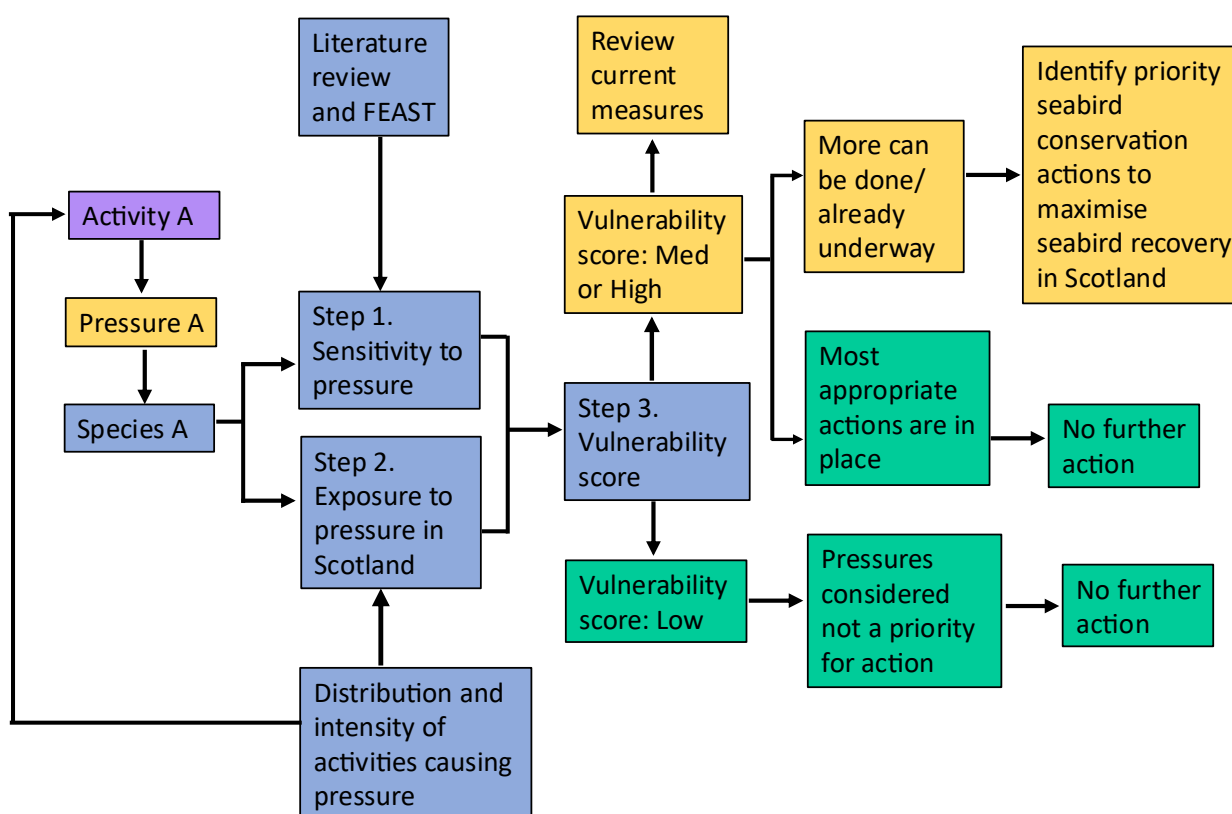 Literature
review
and FEAST
Review
current
measures
Identify priority
seabird
conservation
actions to
maximise
seabird recovery
in Scotland
More can
be done/
already
underway
Activity A
Vulnerability
score: Med
or High
Pressure A
Step 1.
Sensitivity to
pressure
Most
appropriate
actions are in
place
Species A
Step 3.
Vulnerability
score
No further
action
Step 2.
Exposure to
pressure in
Scotland
Vulnerability
score: Low
Pressures
considered
not a priority
for action
No further
action
Distribution and
intensity of
activities causing
pressure